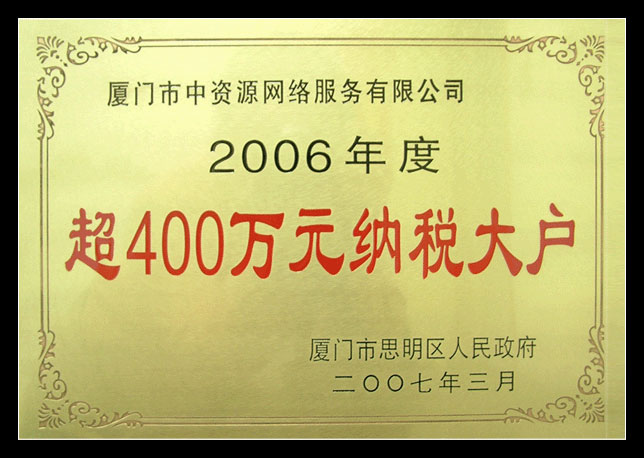 厦门市中资源网络服务有限公司
2006年度
超400万元纳税大户
厦门市思明区人民政府
二〇〇七年三月